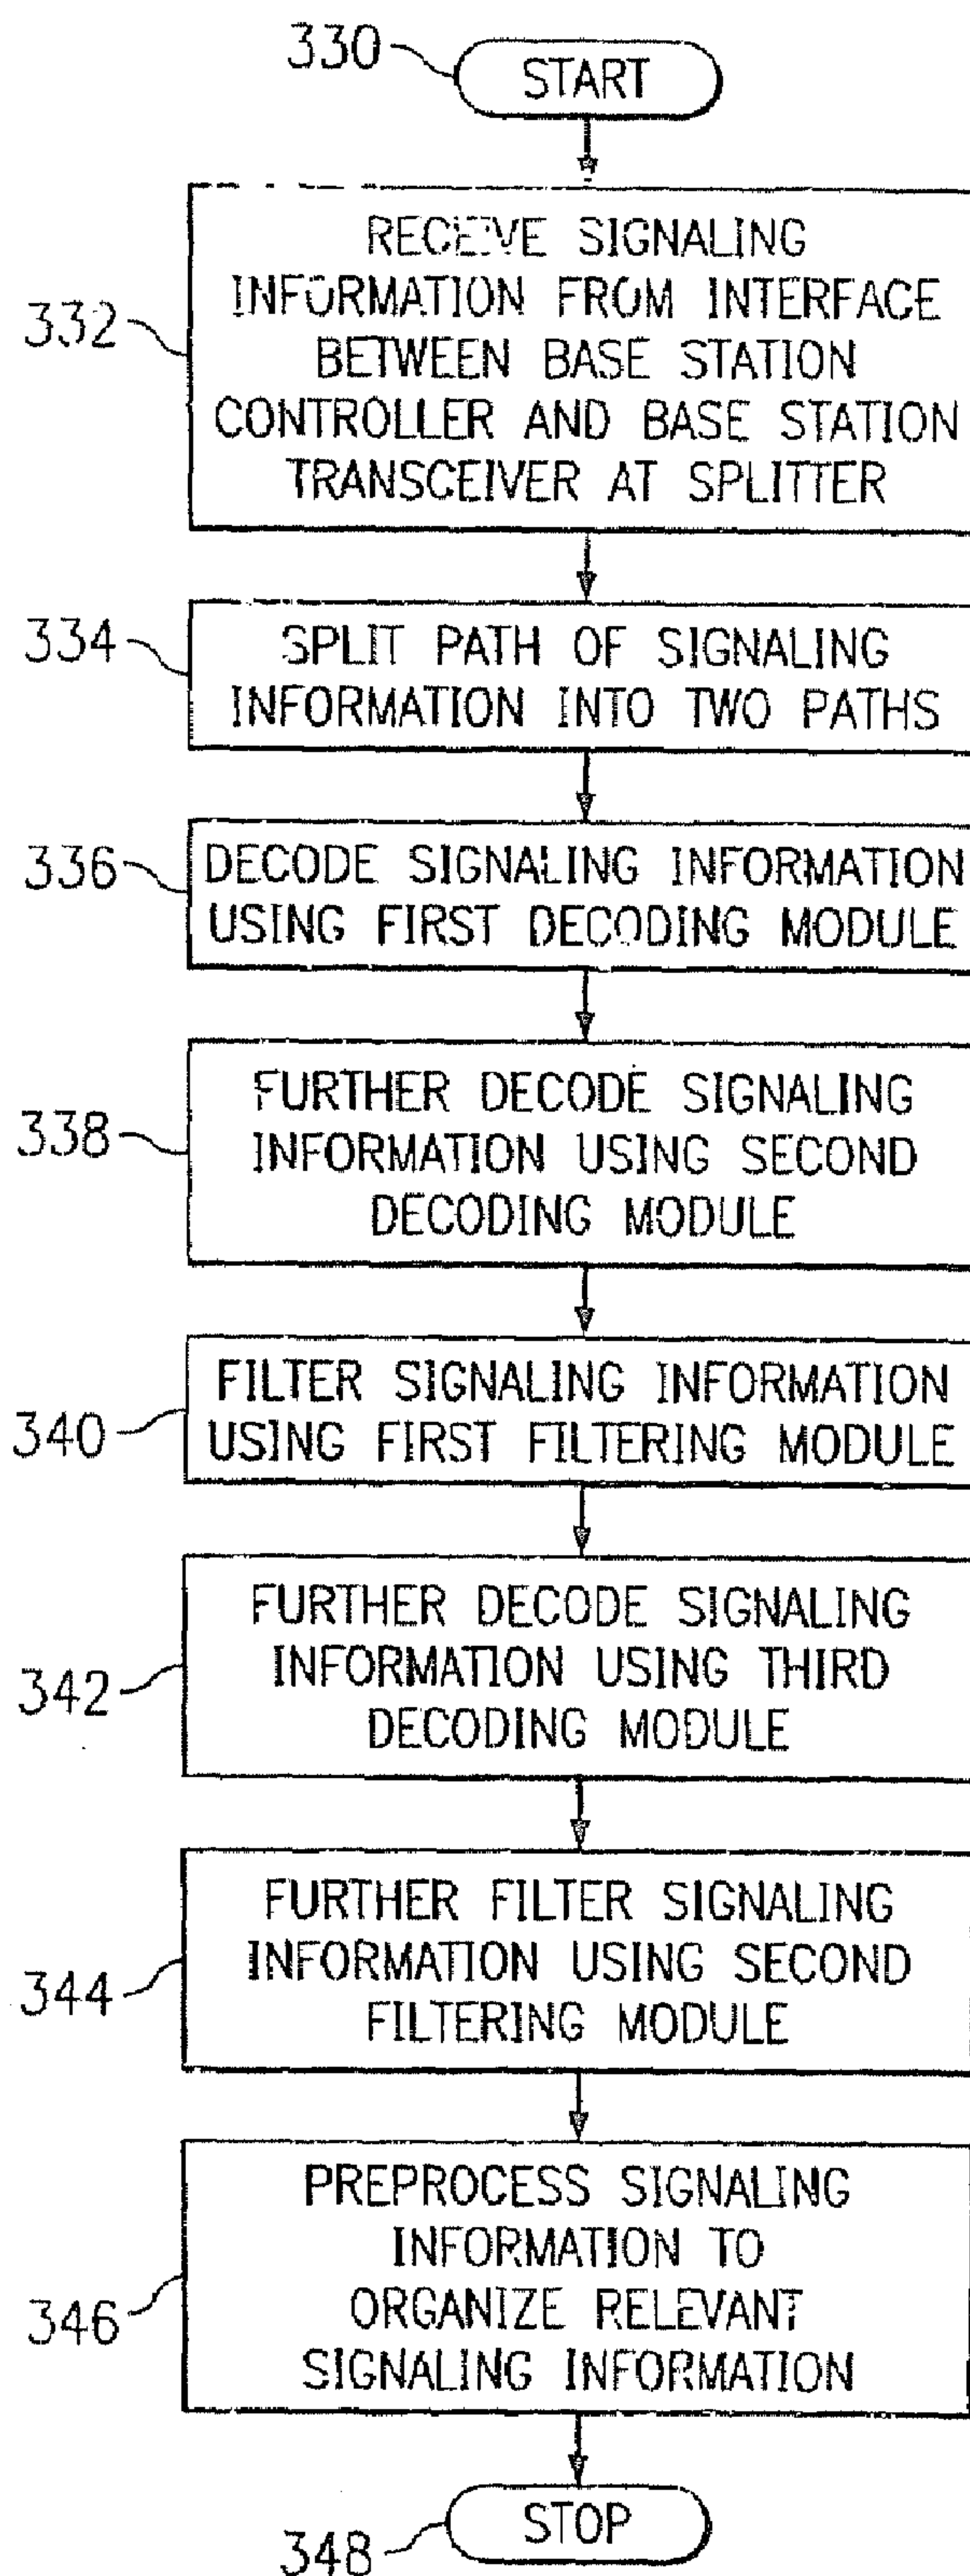 330
START
332
RECEIVE SIGNALING
INFORMATION FROM INTERFACE
BETWEEN BASE STATION
CONTROLLER AND BASE STATION
TRANSCEIVER AT SPLITTER
334
SPLIT PATH OF SIGNALING
INFORMATION INTO TWO PATHS
336
DECODE SIGNALING INFORMATION
USING FIRST DECODING MODULE
338
FURTHER DECODE SIGNALING
INFORMATION USING SECOND
DECODING MODULE
340
FILTER SIGNALING INFORMATION
USING FIRST FILTERING MODULE
342
FURTHER DECODE SIGNALING
INFORMATION USING THIRD
DECODING MODULE
344
FURTHER FILTER SIGNALING
INFORMATION USING SECOND
FILTERING MODULE
346
PREPROCESS SIGNALING
INFORMATION TO
ORGANIZE RELEVANT
SIGNALING INFORMATION
348
STOP